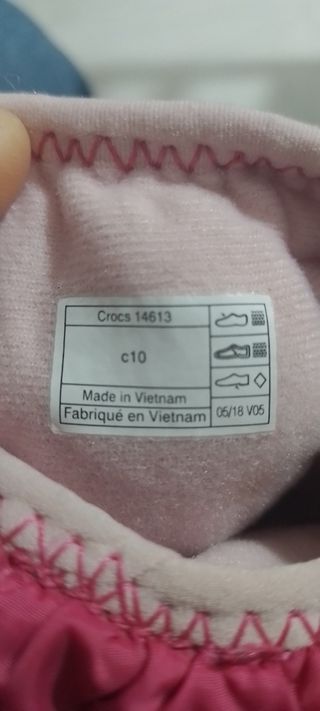 Crocs 14613
c10
Made in Vietnam
Fabriqué en Vietnam
05/18 V05